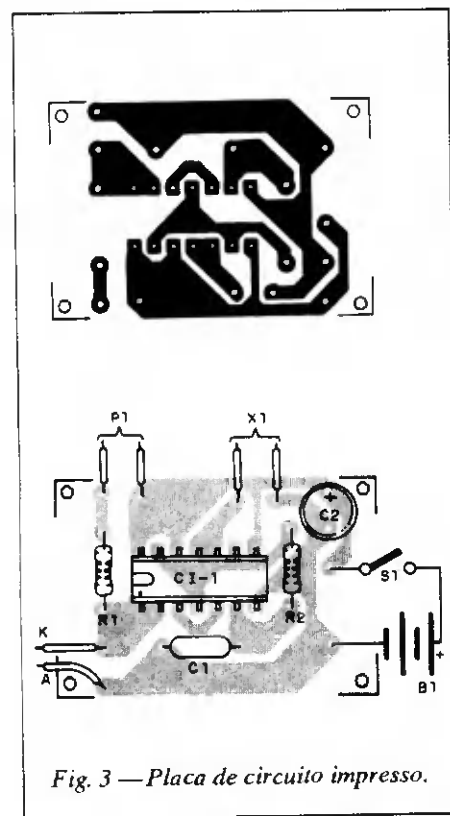 P1 X1
+
C2
CI-1
S1
R1 R2
K
C1
A
+
B1
Fig. 3 — Placa de circuito impresso.